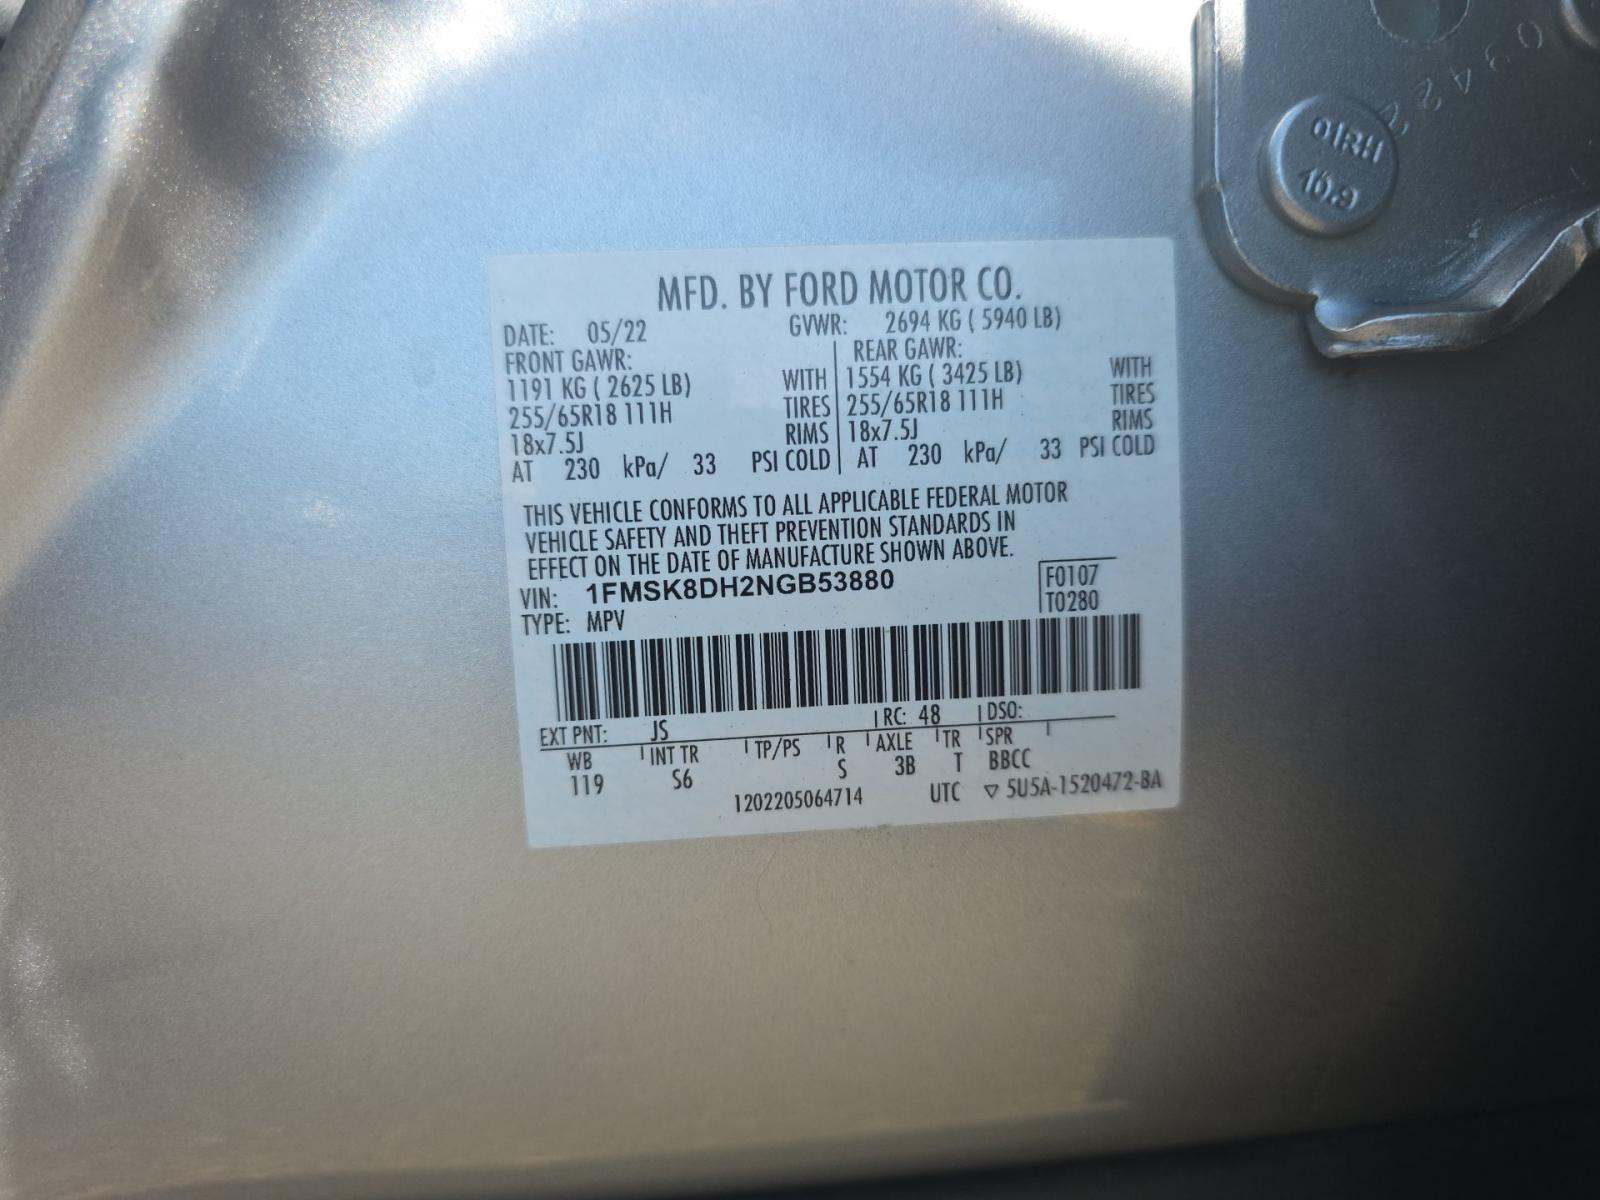 0942
QIRH
10.9
MFD. BY FORD MOTOR CO.
DATE: 05/22 GVWR: 2694 KG ( 5940 LB)
FRONT GAWR: REAR GAWR:
1191 KG ( 2625 LB) WITH 1554 KG ( 3425 LB) WITH
255/65R18 111H TIRES 255/65R18 111H TIRES
18x7.5J RIMS 18x7.5J RIMS
AT 230 kPa/ 33 PSI COLD AT 230 kPa/ 33 PSI COLD
THIS VEHICLE CONFORMS TO ALL APPLICABLE FEDERAL MOTOR
VEHICLE SAFETY AND THEFT PREVENTION STANDARDS IN
EFFECT ON THE DATE OF MANUFACTURE SHOWN ABOVE.
VIN: 1FMSK8DH2NGB53880 F0107
TYPE: MPV T0280
EXT PNT: JS RC: 48 DSO:
WB INT TR TP/PS R AXLE TR SPR
119 S6 S 3B T BBCC
1202205064714 UTC ▽ 5U5A-1520472-BA